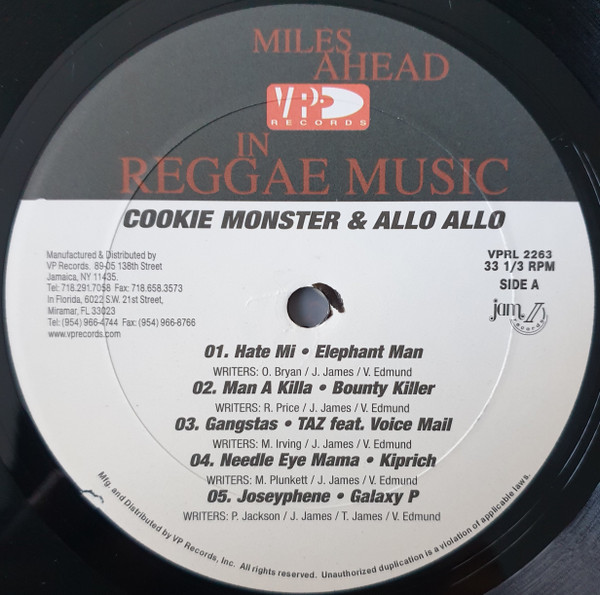 MILES
AHEAD
VP
RECORDS
IN
REGGAE MUSIC
COOKIE MONSTER & ALLO ALLO
Manufactured & Distributed by
VP Records. 89-05 138th Street
Jamaica, NY 11435.
Tel: 718.291.7058 Fax: 718.658.3573
In Florida, 6022 S.W. 21st Street,
Miramar, FL 33023
Tel: (954) 966-4744 Fax: (954) 966-8766
www.vprecords.com
VPRL 2263
33 1/3 RPM
SIDE A
jam II
records
01. Hate Mi • Elephant Man
WRITERS: O. Bryan / J. James / V. Edmund
02. Man A Killa • Bounty Killer
WRITERS: R. Price / J. James / V. Edmund
03. Gangstas • TAZ feat. Voice Mail
WRITERS: M. Irving / J. James / V. Edmund
04. Needle Eye Mama • Kiprich
WRITERS: M. Plunkett / J. James / V. Edmund
05. Joseyphene • Galaxy P
WRITERS: P. Jackson / J. James / T. James / V. Edmund
Mfg. and Distributed by VP Records, Inc. All rights reserved. Unauthorized duplication is a violation of applicable laws.